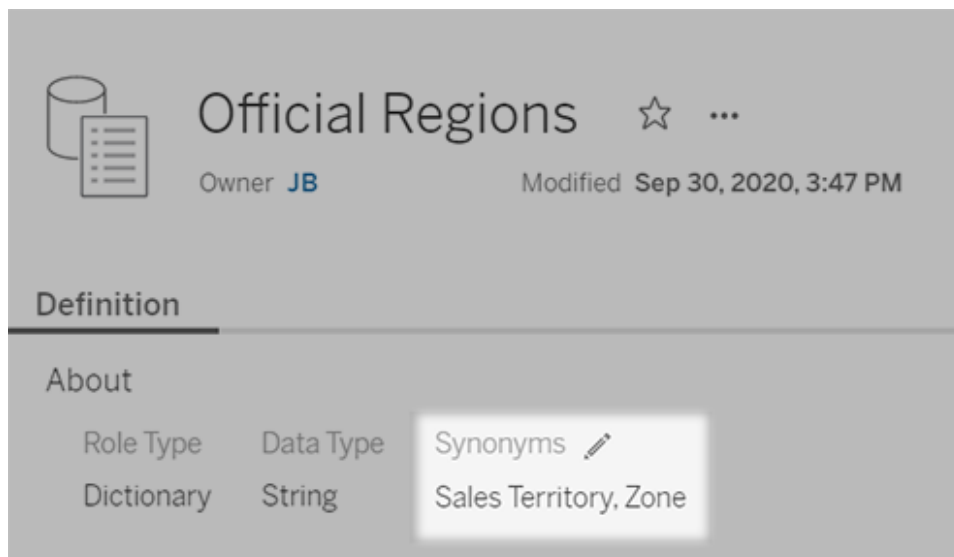 Official Regions
Owner JB Modified Sep 30, 2020, 3:47 PM
Definition
About
Role Type Data Type Synonyms
Dictionary String Sales Territory, Zone